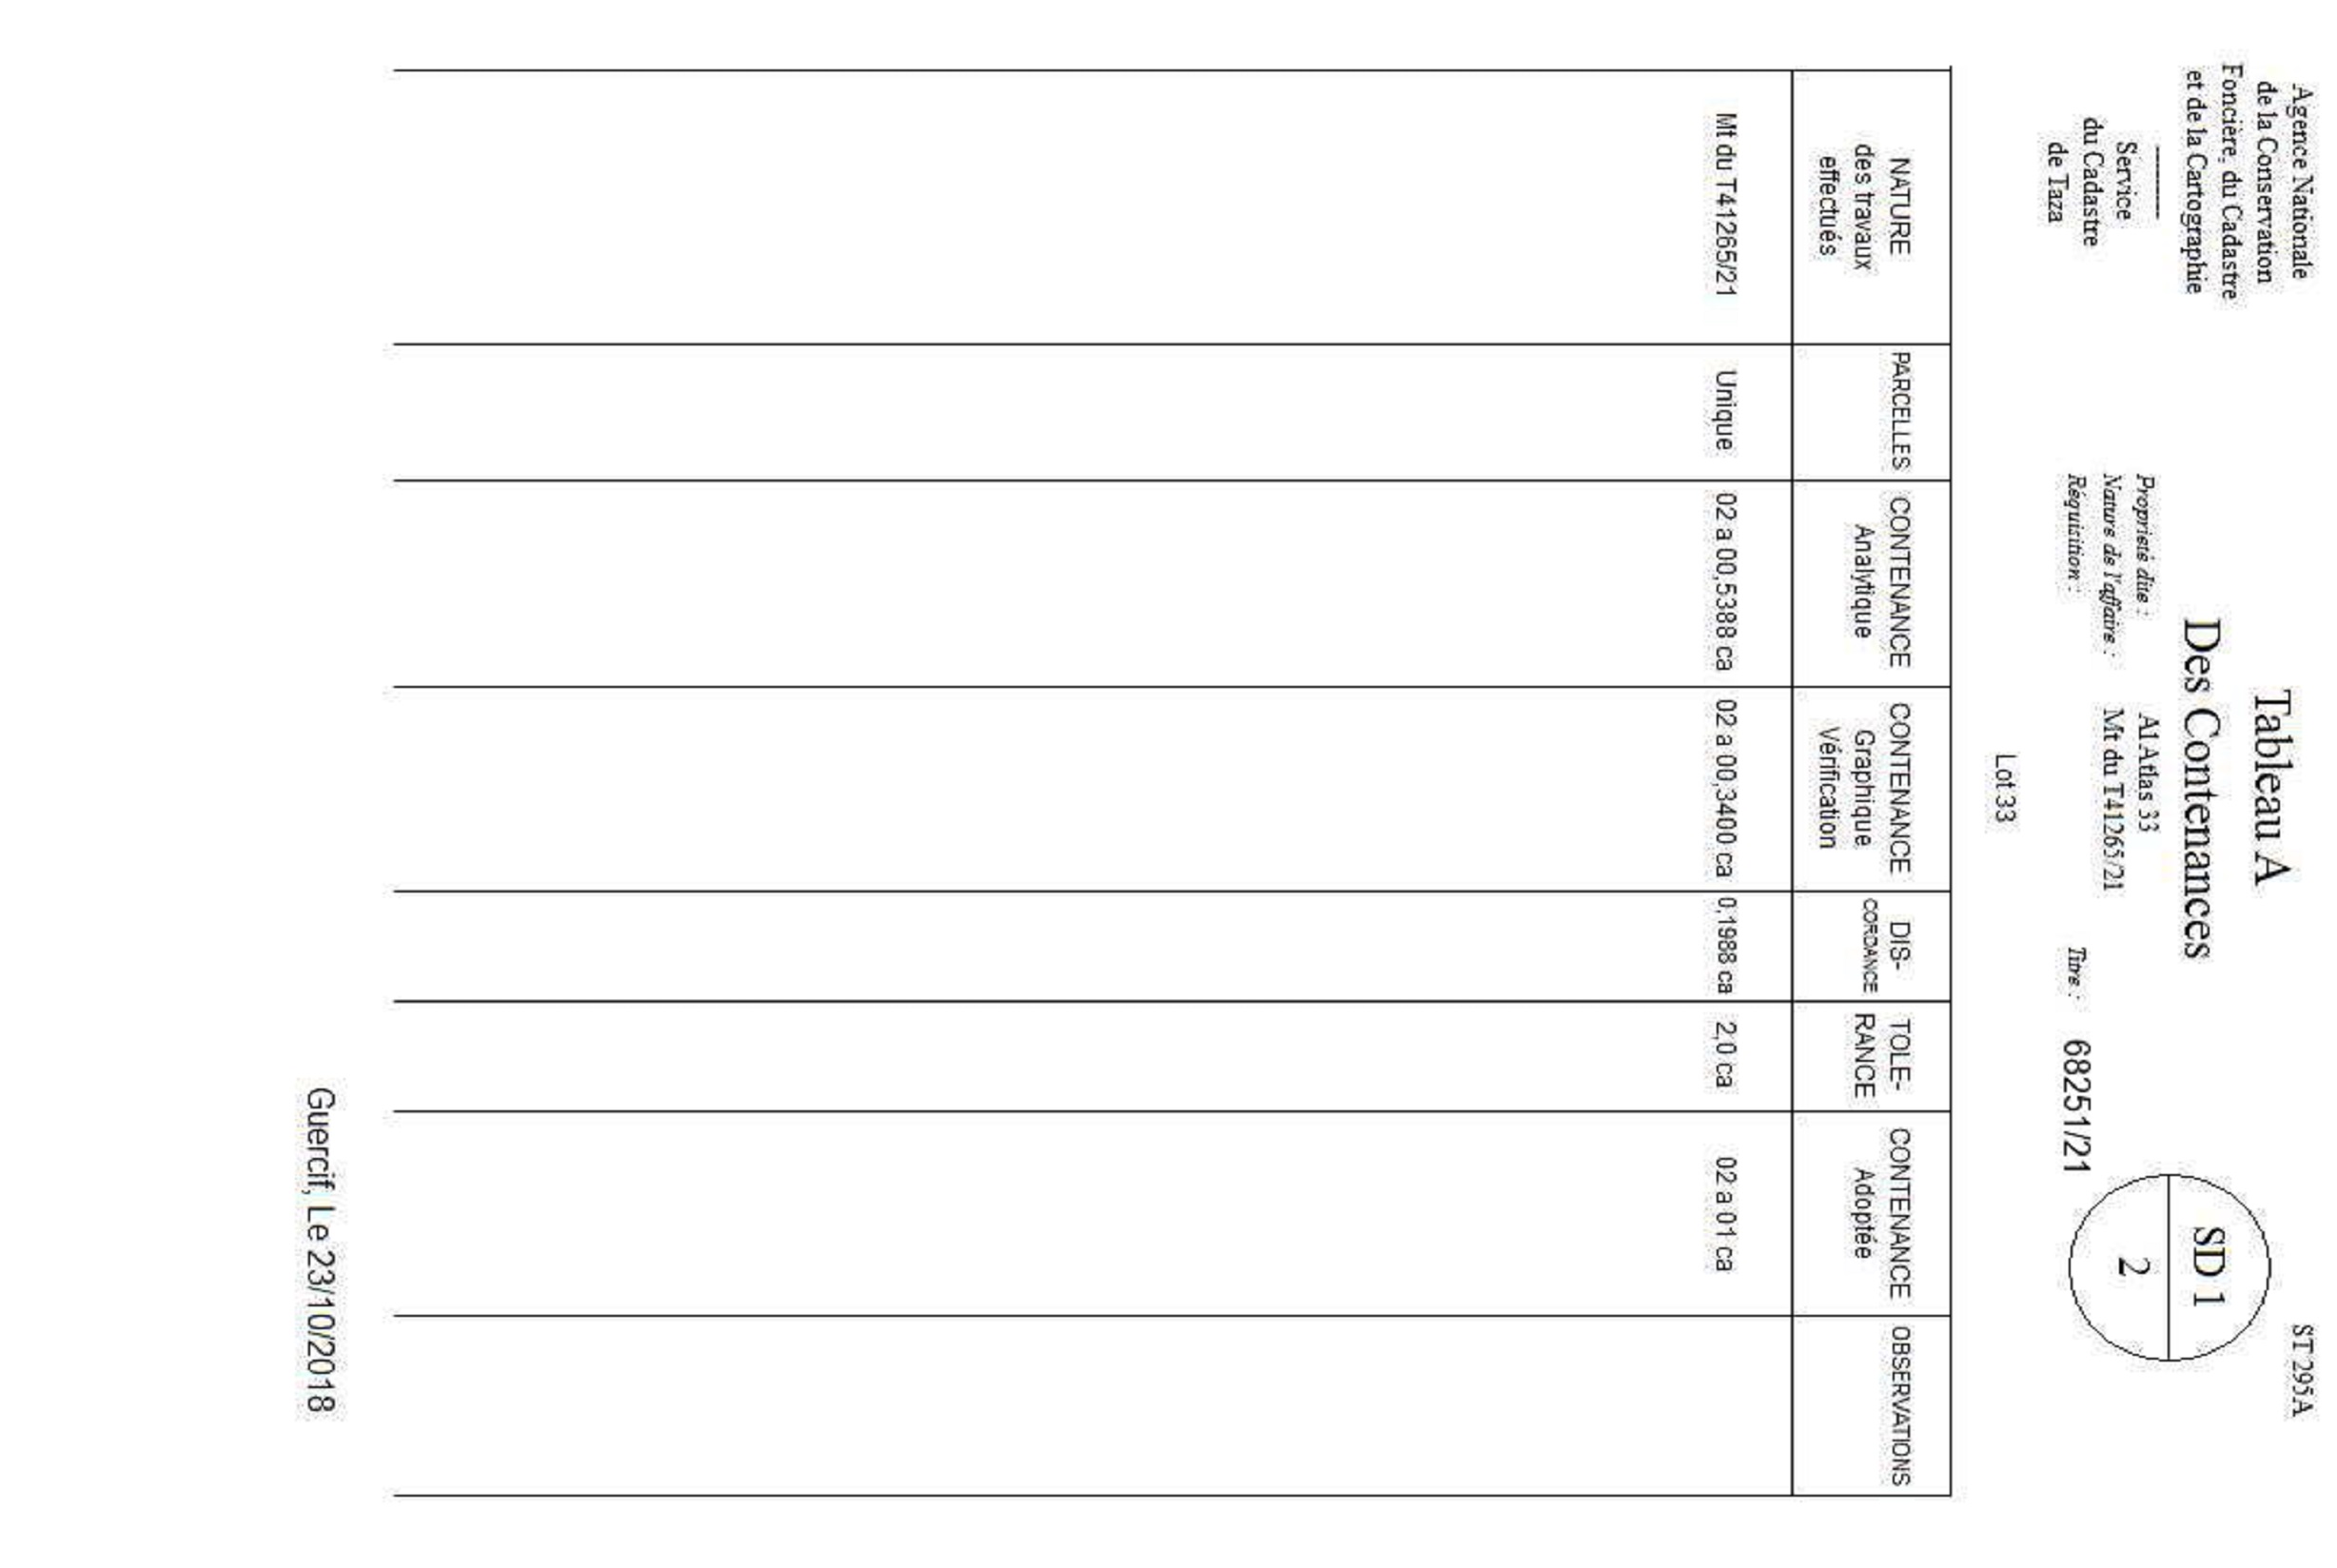 Agence Nationale
de la Conservation
Foncière, du Cadastre
et de la Cartographie
Service
du Cadastre
de Taza
ST 295A
Tableau A
Des Contenances
SD 1
2
Propriété dite : Al Atlas 33
Nature de l'affaire : Mt du T41265/21
Réquisition : Titre : 68251/21
Lot 33
NATURE
des travaux
effectués
PARCELLES
CONTENANCE
Analytique
CONTENANCE
Graphique
Vérification
DIS-
CORDANCE
TOLE-
RANCE
CONTENANCE
Adoptée
OBSERVATIONS
Mt du T41265/21 Unique 02 a 00,5388 ca 02 a 00,3400 ca 0,1988 ca 2,0 ca 02 a 01 ca
Guercif, Le 23/10/2018